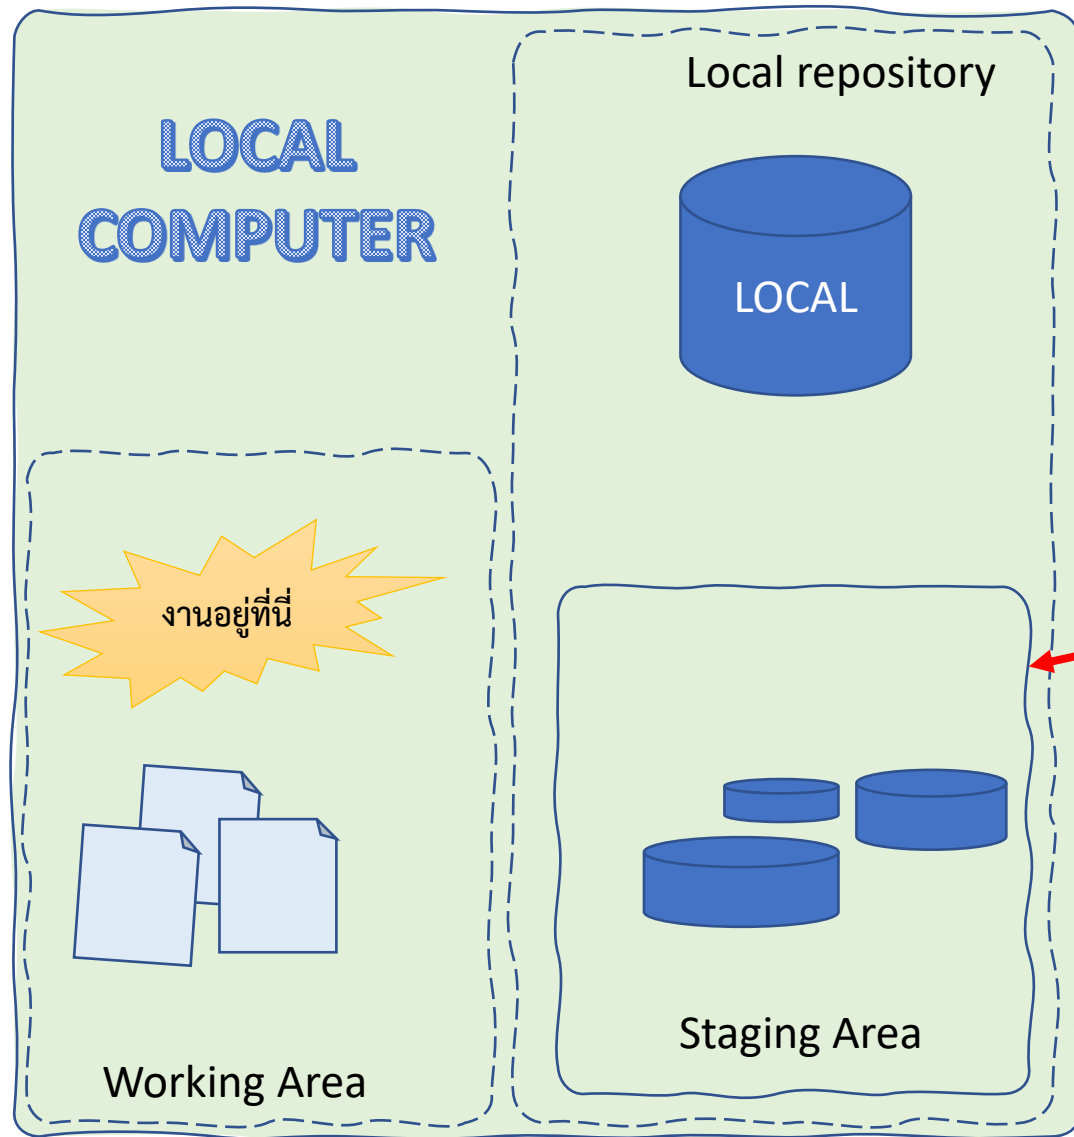 Local repository
LOCAL
COMPUTER
LOCAL
งานอยู่ที่นี่
Staging Area
Working Area